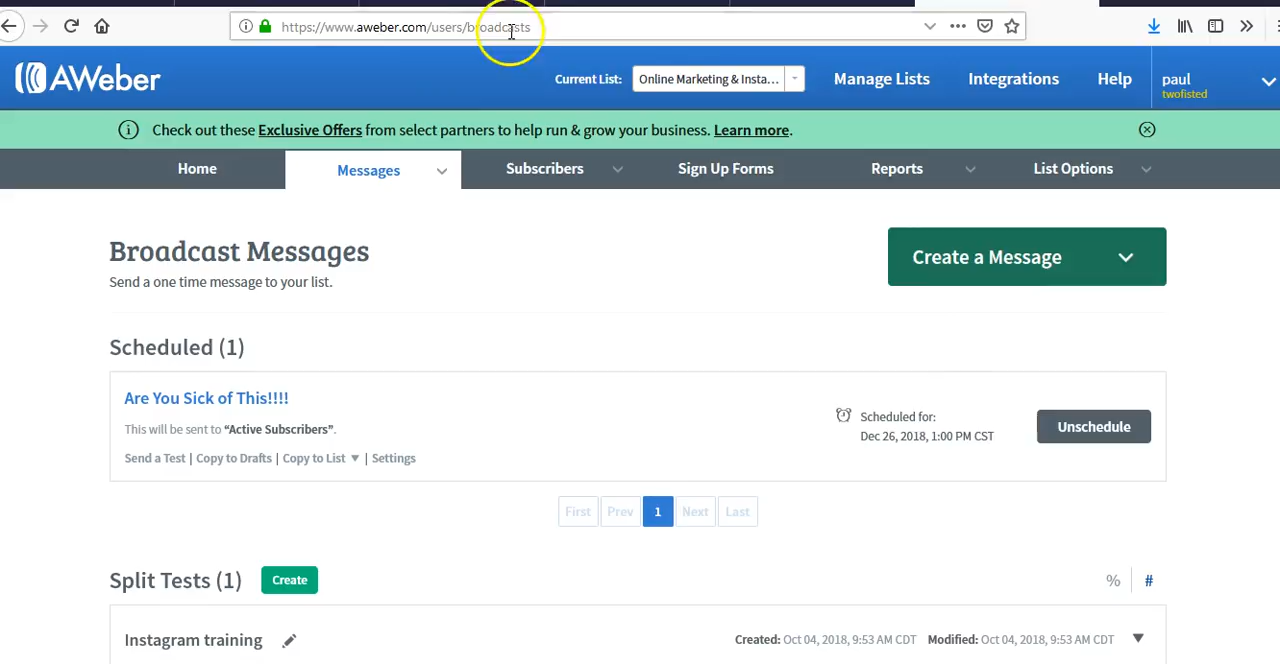 https://www.aweber.com/users/broadcasts
AWeber
Current List: Online Marketing & Insta... Manage Lists Integrations Help paul
twofisted
Check out these Exclusive Offers from select partners to help run & grow your business. Learn more.
Home Messages Subscribers Sign Up Forms Reports List Options
Broadcast Messages
Create a Message
Send a one time message to your list.
Scheduled (1)
Are You Sick of This!!!!
This will be sent to “Active Subscribers”.
Scheduled for:
Dec 26, 2018, 1:00 PM CST
Unschedule
Send a Test | Copy to Drafts | Copy to List ▼ | Settings
First Prev 1 Next Last
Split Tests (1) Create % #
Instagram training Created: Oct 04, 2018, 9:53 AM CDT Modified: Oct 04, 2018, 9:53 AM CDT